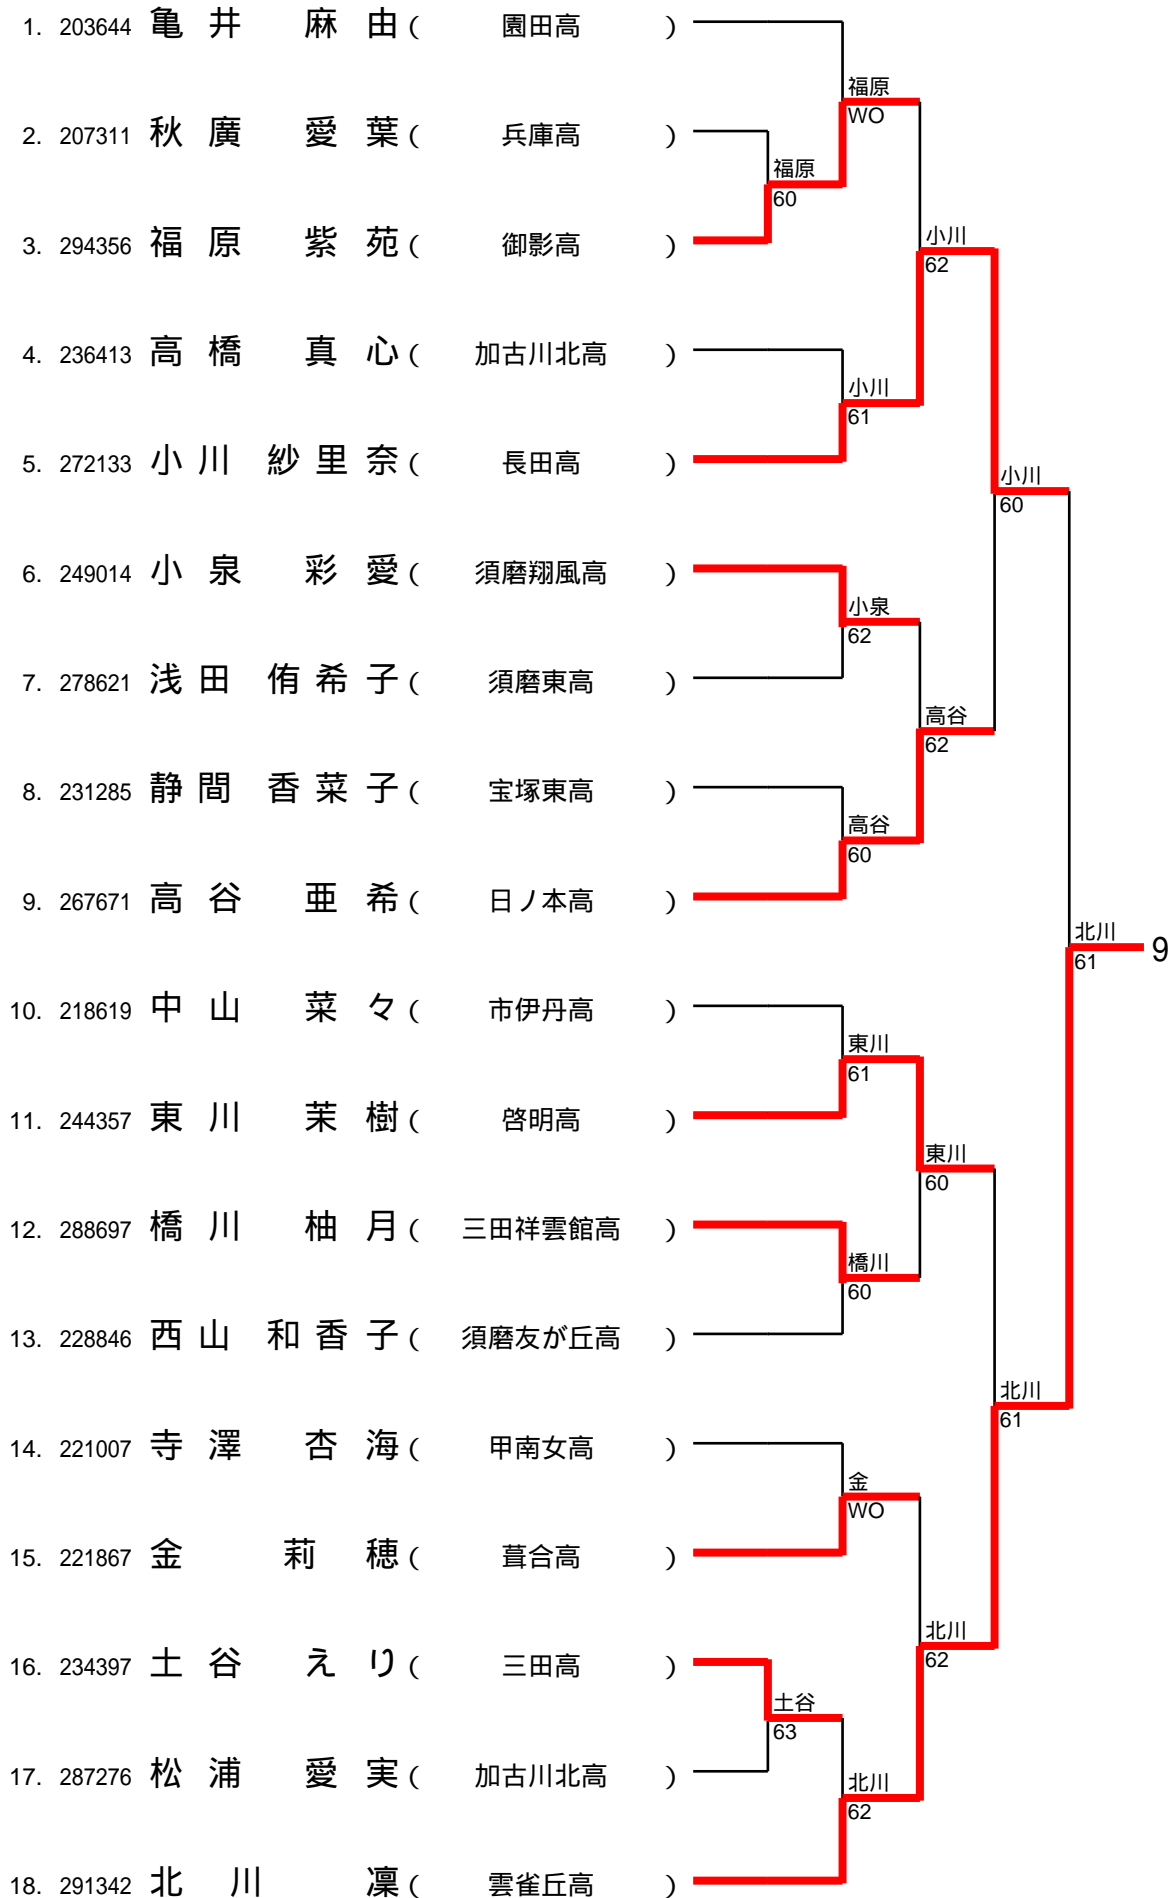 1. 203644 亀井 麻由 ( 園田高 )
福原
WO
2. 207311 秋廣 愛葉 ( 兵庫高 )
福原
60
3. 294356 福原 紫苑 ( 御影高 )
小川
62
4. 236413 高橋 真心 ( 加古川北高 )
小川
61
5. 272133 小川 紗里奈 ( 長田高 )
小川
60
6. 249014 小泉 彩愛 ( 須磨翔風高 )
小泉
62
7. 278621 浅田 侑希子 ( 須磨東高 )
高谷
62
8. 231285 静間 香菜子 ( 宝塚東高 )
高谷
60
9. 267671 高谷 亜希 ( 日ノ本高 )
北川
61
9
10. 218619 中山 菜々 ( 市伊丹高 )
東川
61
11. 244357 東川 茉樹 ( 啓明高 )
東川
60
12. 288697 橋川 柚月 ( 三田祥雲館高 )
橋川
60
13. 228846 西山 和香子 ( 須磨友が丘高 )
北川
61
14. 221007 寺澤 杏海 ( 甲南女高 )
金
WO
15. 221867 金 莉穂 ( 葺合高 )
北川
62
16. 234397 土谷 えり ( 三田高 )
土谷
63
17. 287276 松浦 愛実 ( 加古川北高 )
北川
62
18. 291342 北川 凜 ( 雲雀丘高 )